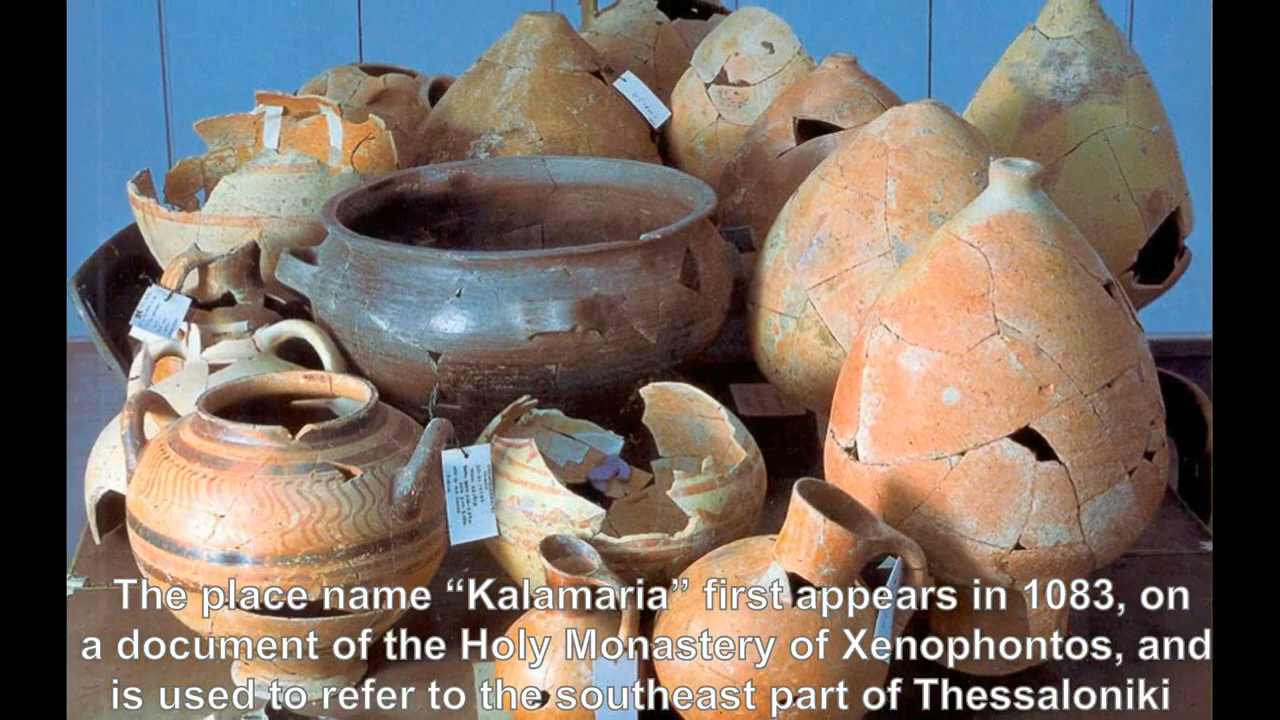 The place name “Kalamaria” first appears in 1083, on
a document of the Holy Monastery of Xenophontos, and
is used to refer to the southeast part of Thessaloniki